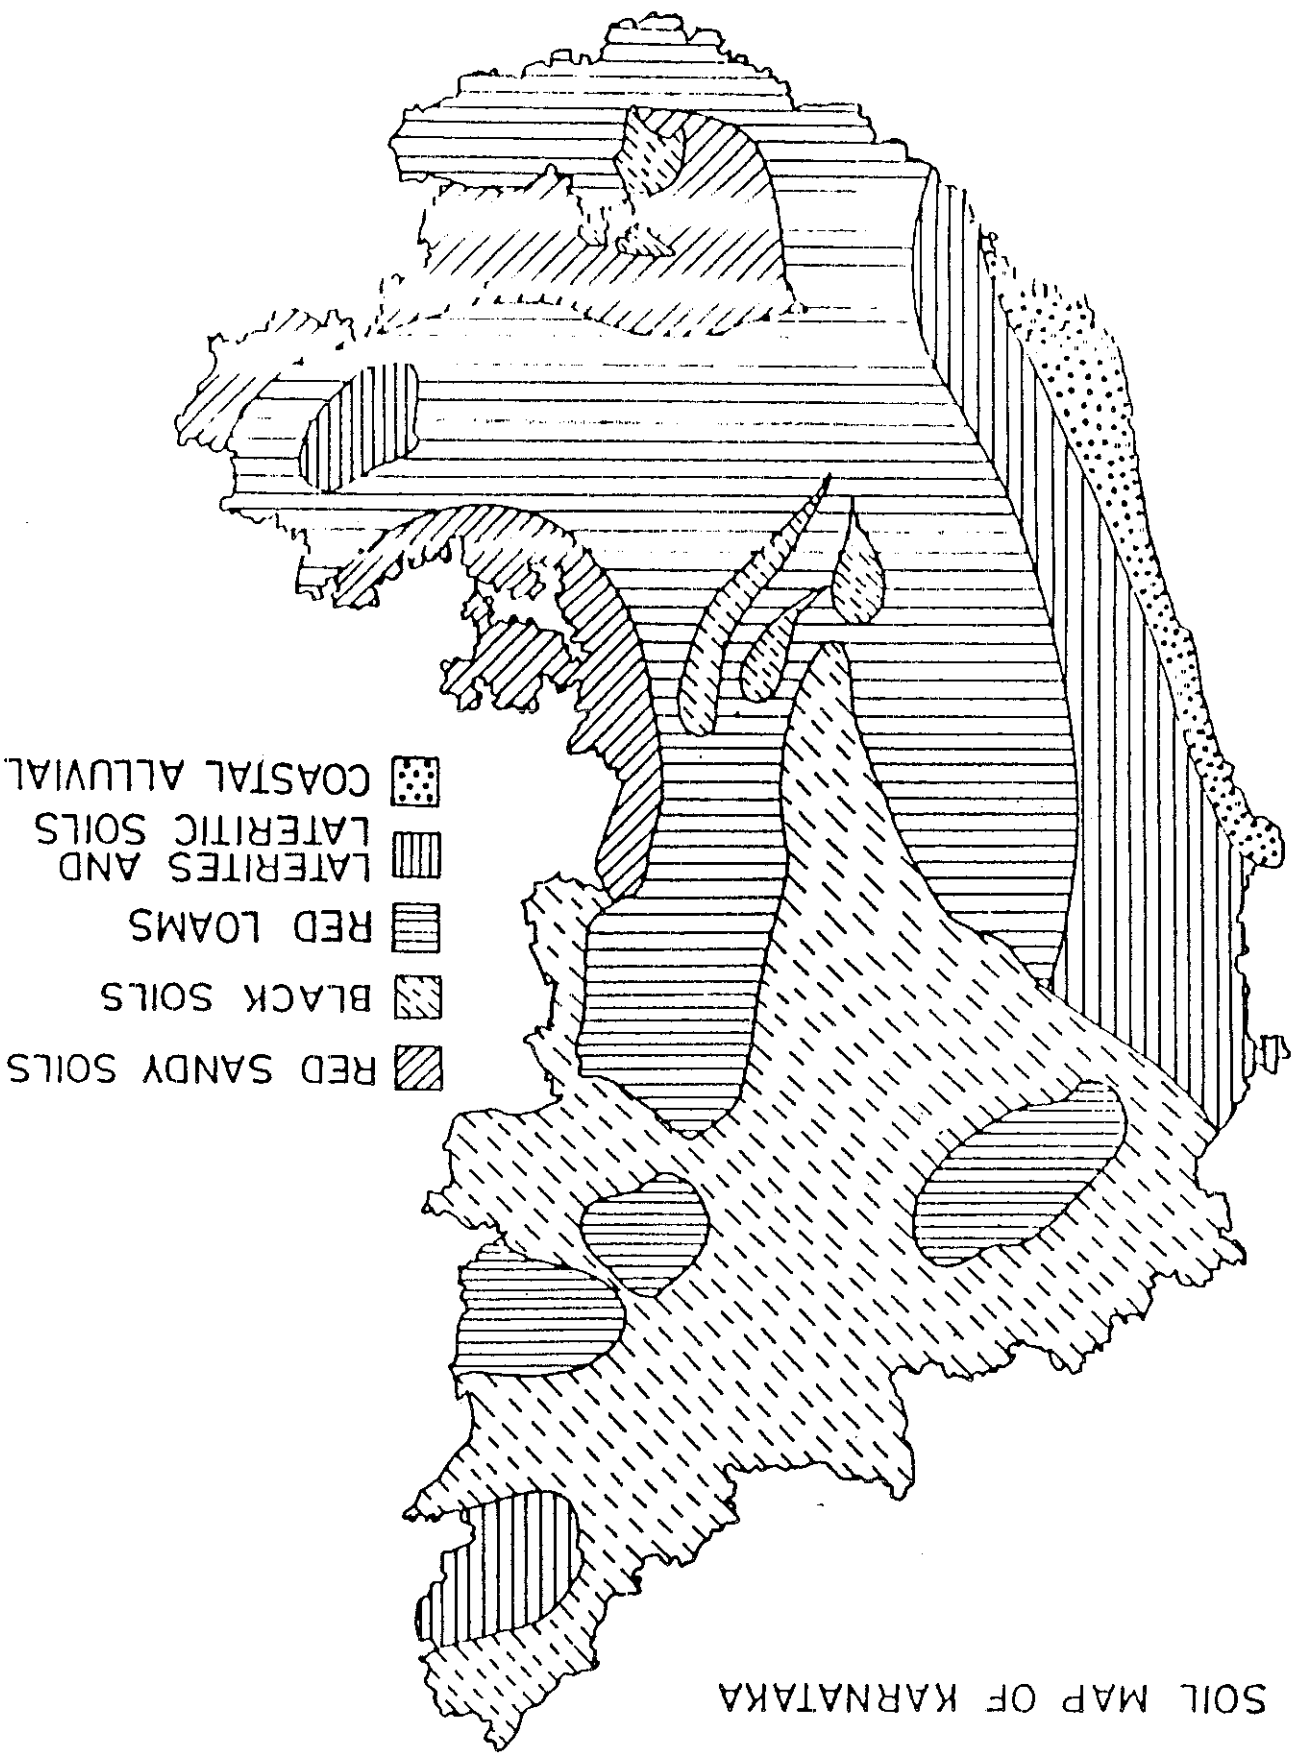 SOIL MAP OF KARNATAKA
RED SANDY SOILS
BLACK SOILS
RED LOAMS
LATERITES AND
LATERITIC SOILS
COASTAL ALLUVIAL